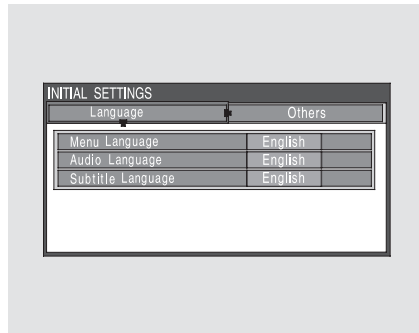 INITIAL SETTINGS
Language Others
Menu Language English
Audio Language English
Subtitle Language English